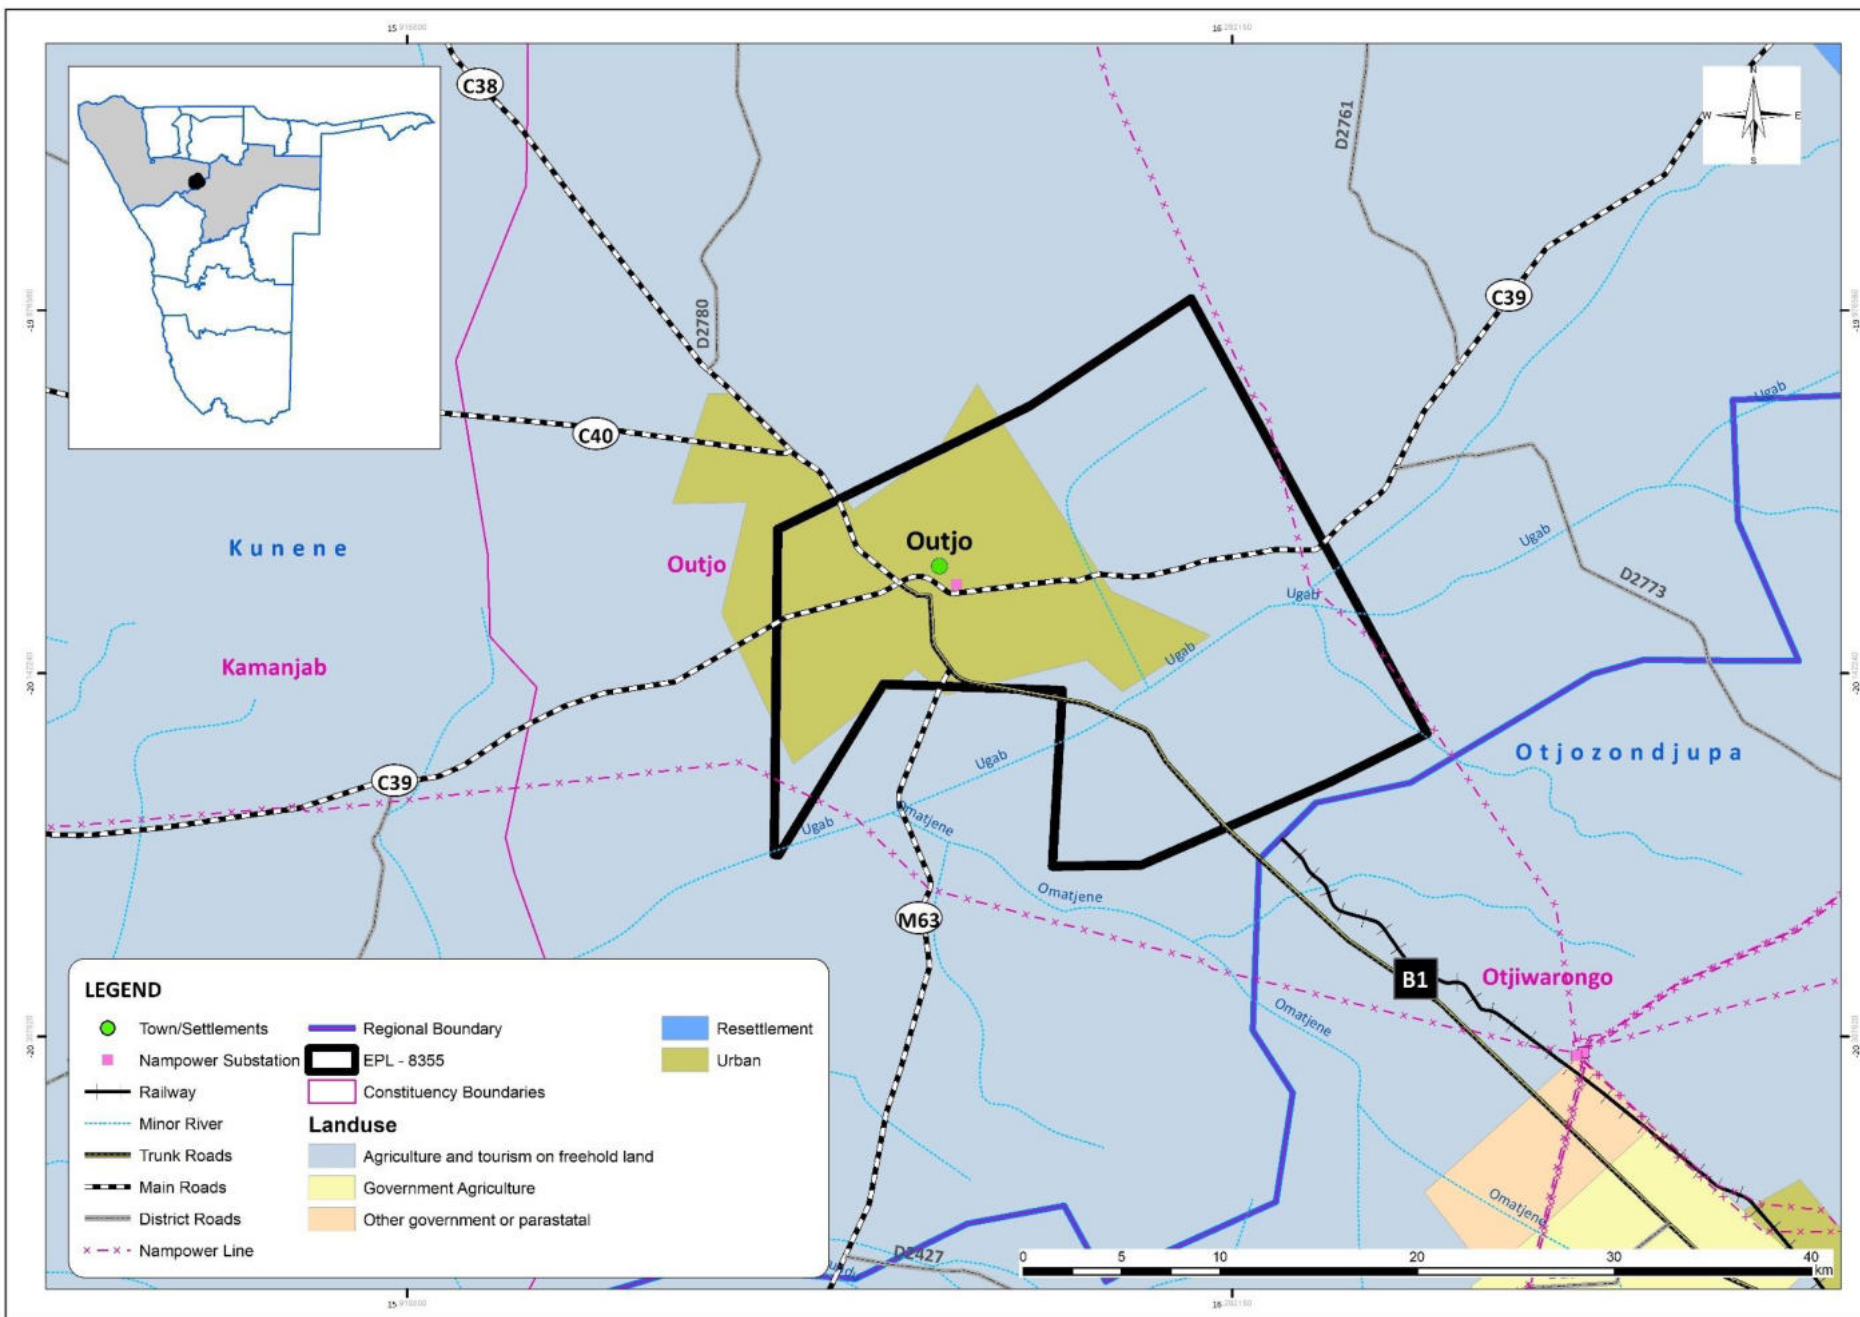 N
W E
S
C38
D2761
D2780
C39
C40
Ugab
Kunene
Outjo
Outjo
Ugab
D2773
Ugab
Kamanjab
Ugab
Otjozondjupa
Ugab
C39
Omatjene
Ugab
Omatjene
M63
B1
Otjiwarongo
Omatjene
Omatjene
D2427
LEGEND
Town/Settlements
Nampower Substation
Railway
Minor River
Trunk Roads
Main Roads
District Roads
Nampower Line
Regional Boundary
EPL - 8355
Constituency Boundaries
Landuse
Agriculture and tourism on freehold land
Government Agriculture
Other government or parastatal
Resettlement
Urban
0 5 10 20 30 40
km